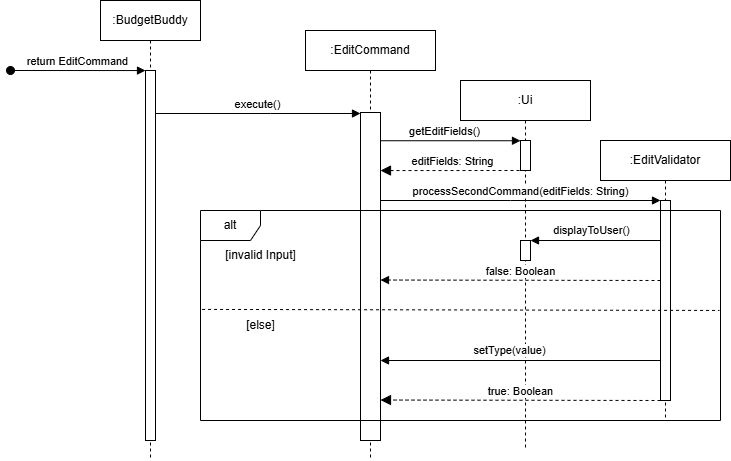 :BudgetBuddy
:EditCommand
return EditCommand
:Ui
execute()
getEditFields()
editFields: String
:EditValidator
processSecondCommand(editFields: String)
alt
displayToUser()
[invalid Input]
false: Boolean
[else]
setType(value)
true: Boolean